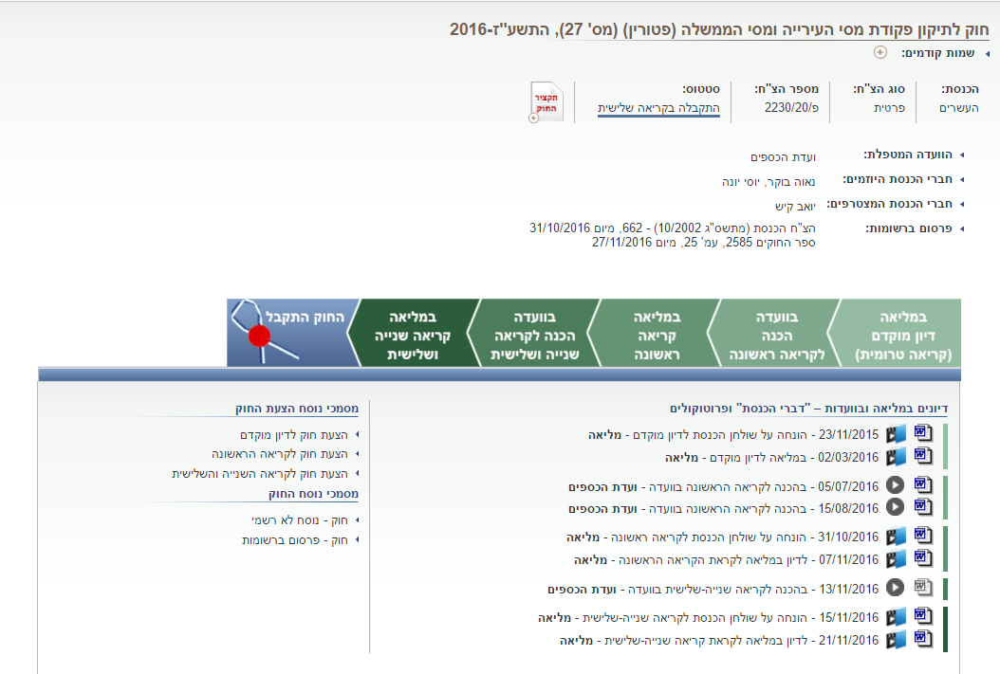 חוק לתיקון פקודת מסי העירייה ומסי הממשלה (פטורין) (מס' 27), התשע"ז-2016
שמות קודמים:
הכנסת: סוג הצ"ח: מספר הצ"ח: סטטוס:
העשרים פרטית פ/2230/20 התקבלה בקריאה שלישית
תקציר
החוק
הוועדה המטפלת: ועדת הכספים
חברי הכנסת היוזמים: נאוה בוקר, יוסי יונה
חברי הכנסת המצטרפים: יואב קיש
פרסום ברשומות: הצ"ח הכנסת (מתשס"ג 10/2002) - 662, מיום 31/10/2016
ספר החוקים 2585, עמ' 25, מיום 27/11/2016
במליאה
דיון מוקדם
(קריאה טרומית)
בוועדה
הכנה
לקריאה ראשונה
במליאה
קריאה
ראשונה
בוועדה
הכנה לקריאה
שנייה ושלישית
במליאה
קריאה שנייה
ושלישית
החוק התקבל
דיונים במליאה ובוועדות – "דברי הכנסת" ופרוטוקולים
23/11/2015 - הונחה על שולחן הכנסת לדיון מוקדם - מליאה
02/03/2016 - במליאה לדיון מוקדם - מליאה
05/07/2016 - בהכנה לקריאה הראשונה בוועדה - ועדת הכספים
15/08/2016 - בהכנה לקריאה הראשונה בוועדה - ועדת הכספים
31/10/2016 - הונחה על שולחן הכנסת לקריאה ראשונה - מליאה
07/11/2016 - לדיון במליאה לקראת הקריאה הראשונה - מליאה
13/11/2016 - בהכנה לקריאה שנייה-שלישית בוועדה - ועדת הכספים
15/11/2016 - הונחה על שולחן הכנסת לקריאה שנייה-שלישית - מליאה
21/11/2016 - לדיון במליאה לקראת קריאה שנייה-שלישית - מליאה
מסמכי נוסח הצעת החוק
הצעת חוק לדיון מוקדם
הצעת חוק לקריאה הראשונה
הצעת חוק לקריאה השנייה והשלישית
מסמכי נוסח החוק
חוק - נוסח לא רשמי
חוק - פרסום ברשומות